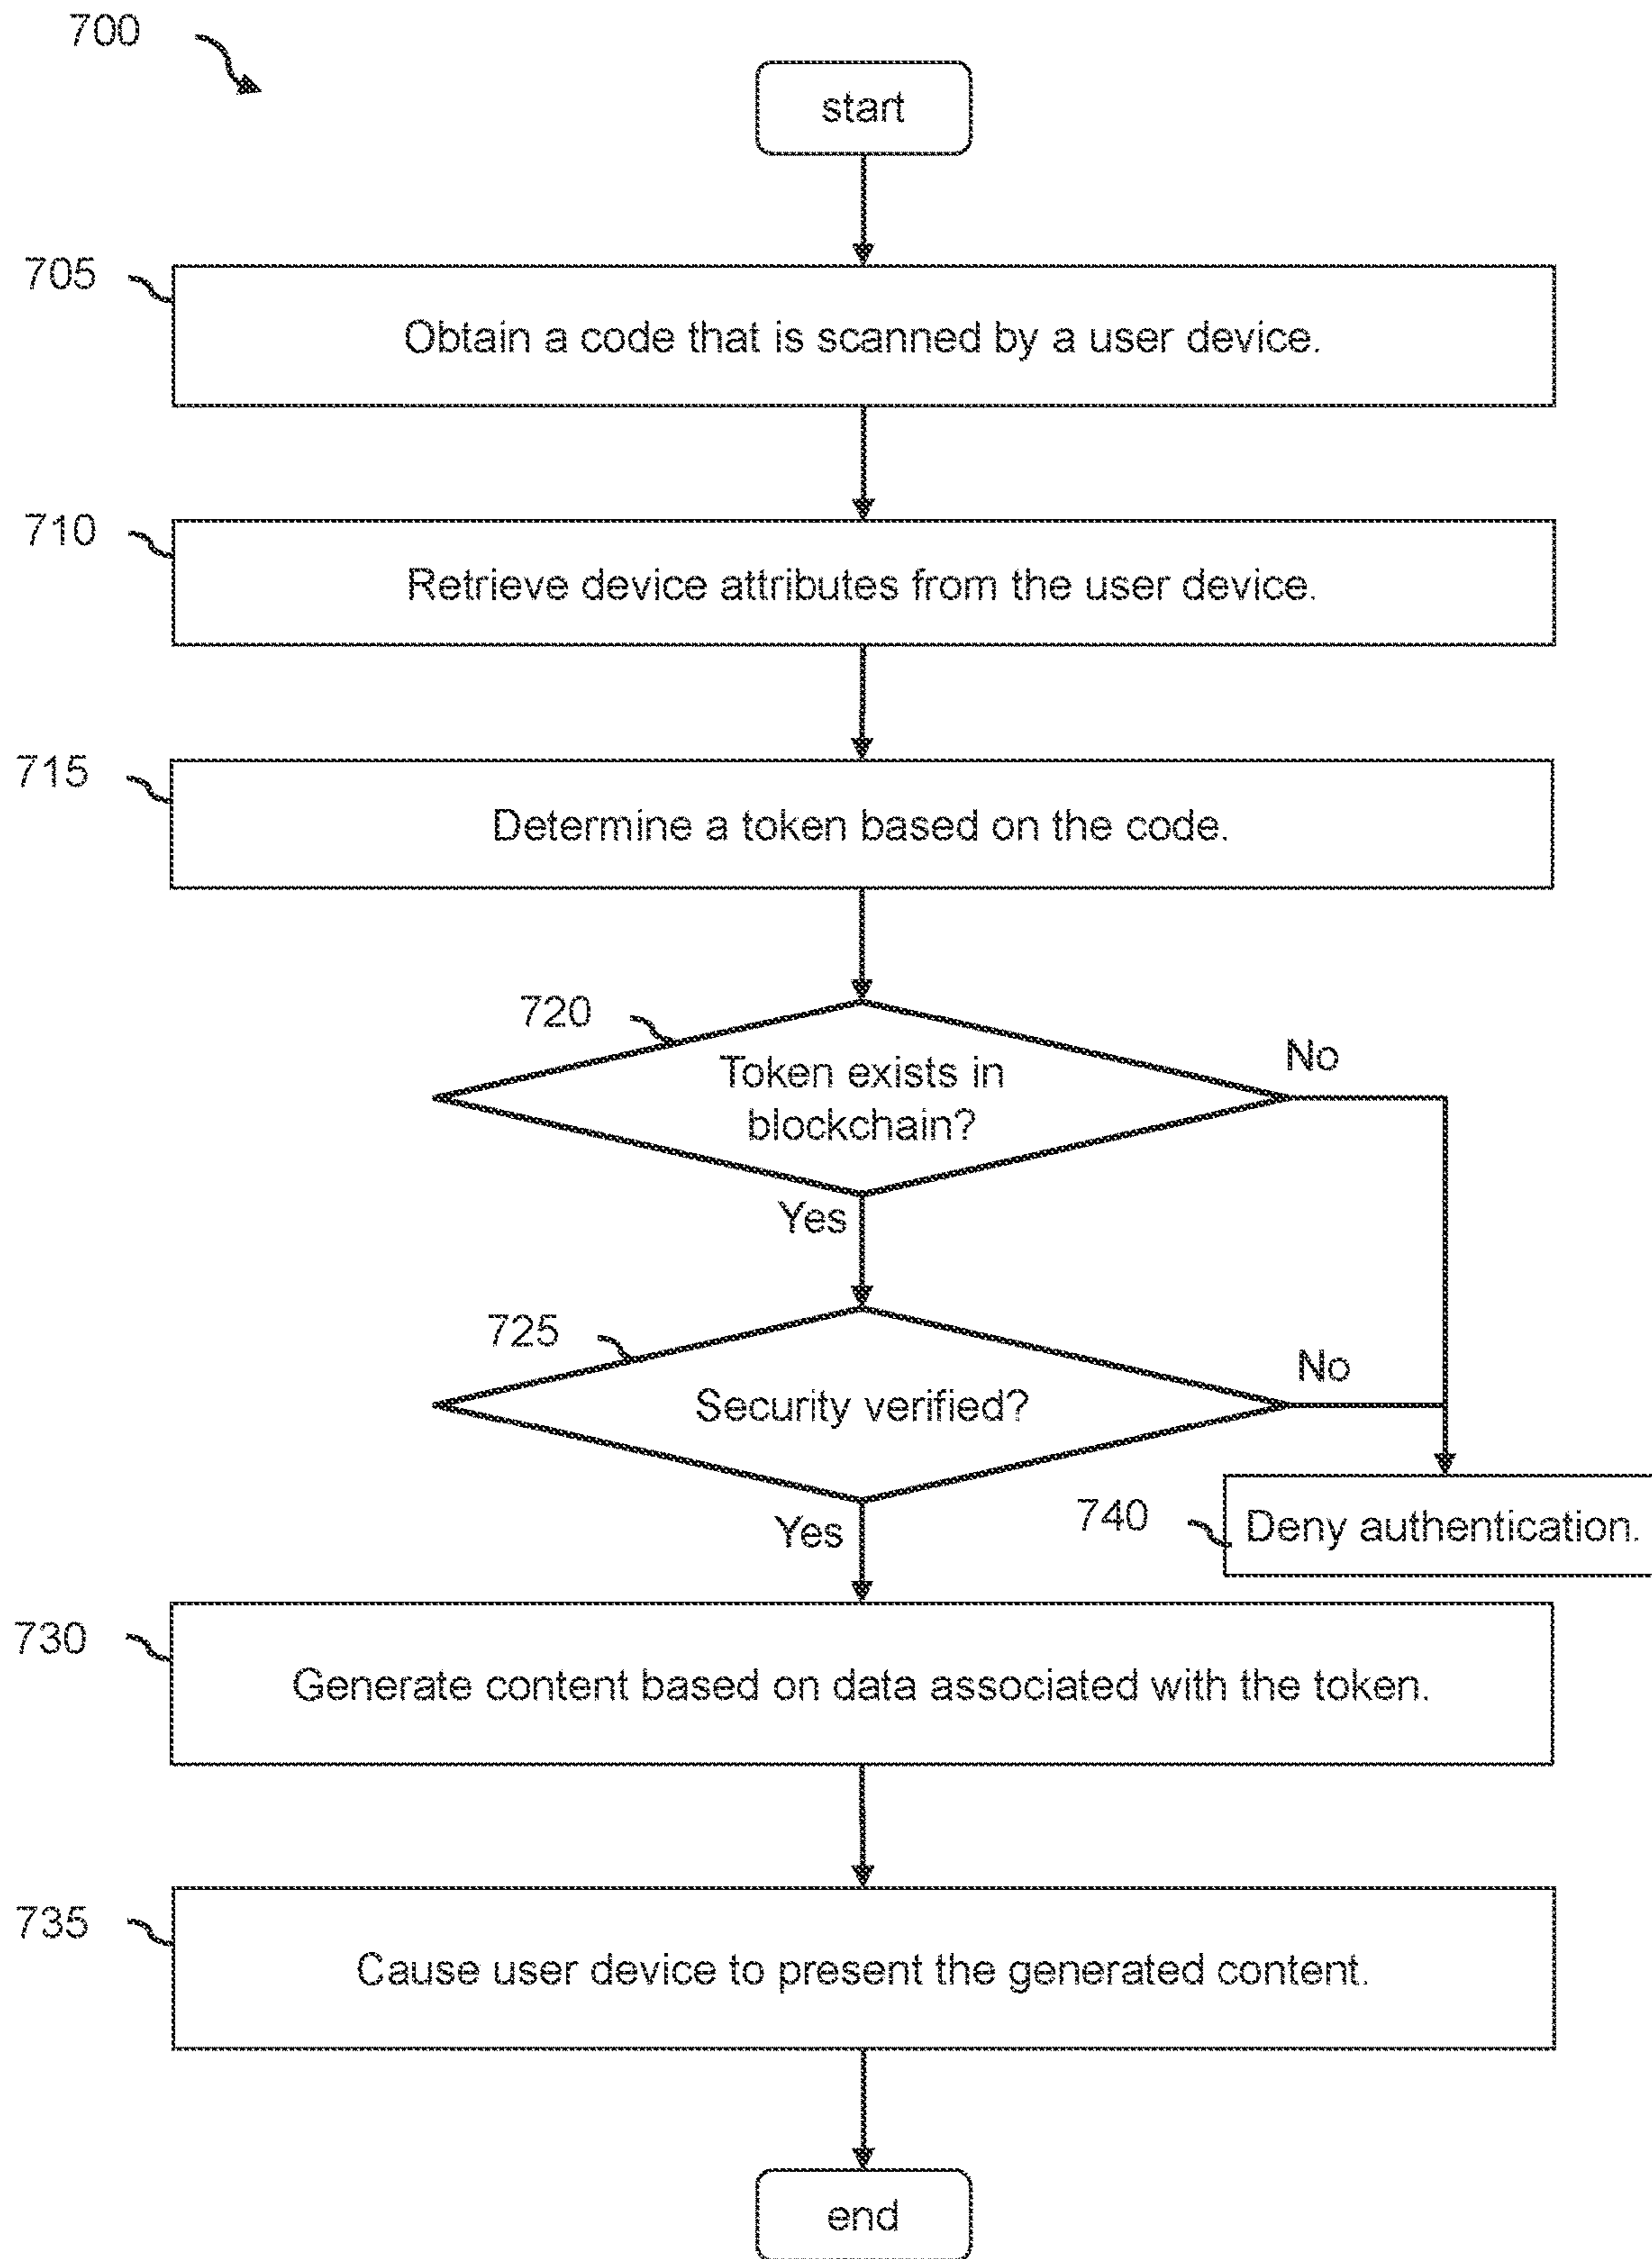 700
start
705
Obtain a code that is scanned by a user device.
710
Retrieve device attributes from the user device.
715
Determine a token based on the code.
720
Token exists in
blockchain?
No
Yes
725
Security verified?
No
Yes
740
Deny authentication.
730
Generate content based on data associated with the token.
735
Cause user device to present the generated content.
end